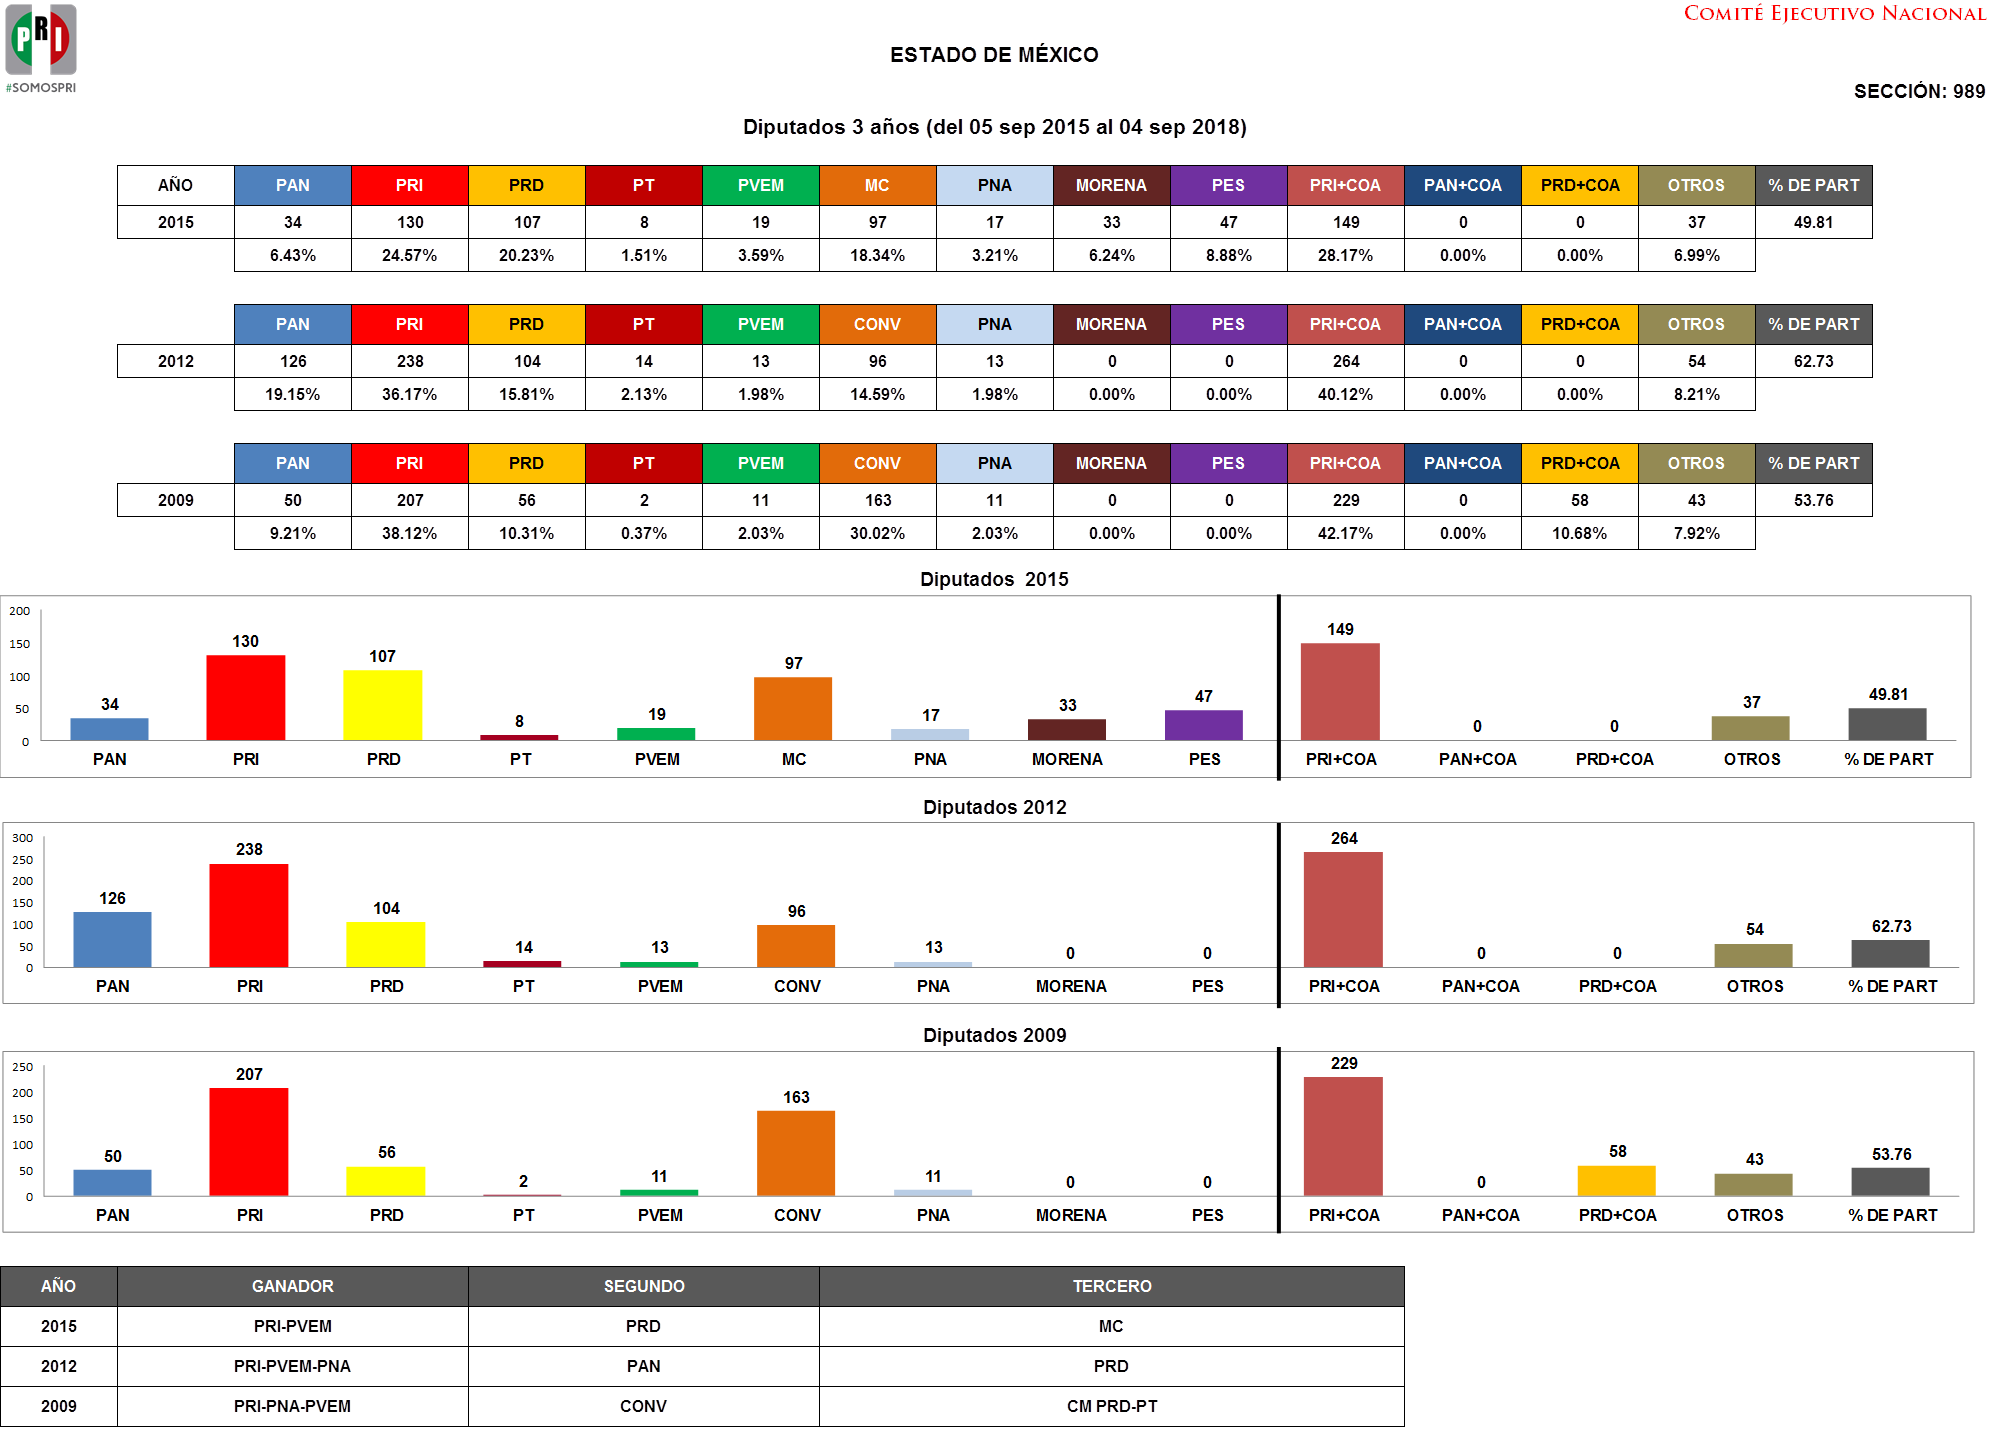 PRI
#SOMOSPRI
COMITÉ EJECUTIVO NACIONAL
ESTADO DE MÉXICO
SECCIÓN: 989
Diputados 3 años (del 05 sep 2015 al 04 sep 2018)
AÑO PAN PRI PRD PT PVEM MC PNA MORENA PES PRI+COA PAN+COA PRD+COA OTROS % DE PART
2015 34 130 107 8 19 97 17 33 47 149 0 0 37 49.81
6.43% 24.57% 20.23% 1.51% 3.59% 18.34% 3.21% 6.24% 8.88% 28.17% 0.00% 0.00% 6.99%
PAN PRI PRD PT PVEM CONV PNA MORENA PES PRI+COA PAN+COA PRD+COA OTROS % DE PART
2012 126 238 104 14 13 96 13 0 0 264 0 0 54 62.73
19.15% 36.17% 15.81% 2.13% 1.98% 14.59% 1.98% 0.00% 0.00% 40.12% 0.00% 0.00% 8.21%
PAN PRI PRD PT PVEM CONV PNA MORENA PES PRI+COA PAN+COA PRD+COA OTROS % DE PART
2009 50 207 56 2 11 163 11 0 0 229 0 58 43 53.76
9.21% 38.12% 10.31% 0.37% 2.03% 30.02% 2.03% 0.00% 0.00% 42.17% 0.00% 10.68% 7.92%
Diputados 2015
200
150
100
50
0
34 130 107 8 19 97 17 33 47 149 0 0 37 49.81
PAN PRI PRD PT PVEM MC PNA MORENA PES PRI+COA PAN+COA PRD+COA OTROS % DE PART
Diputados 2012
300
250
200
150
100
50
0
126 238 104 14 13 96 13 0 0 264 0 0 54 62.73
PAN PRI PRD PT PVEM CONV PNA MORENA PES PRI+COA PAN+COA PRD+COA OTROS % DE PART
Diputados 2009
250
200
150
100
50
0
50 207 56 2 11 163 11 0 0 229 0 58 43 53.76
PAN PRI PRD PT PVEM CONV PNA MORENA PES PRI+COA PAN+COA PRD+COA OTROS % DE PART
AÑO GANADOR SEGUNDO TERCERO
2015 PRI-PVEM PRD MC
2012 PRI-PVEM-PNA PAN PRD
2009 PRI-PNA-PVEM CONV CM PRD-PT